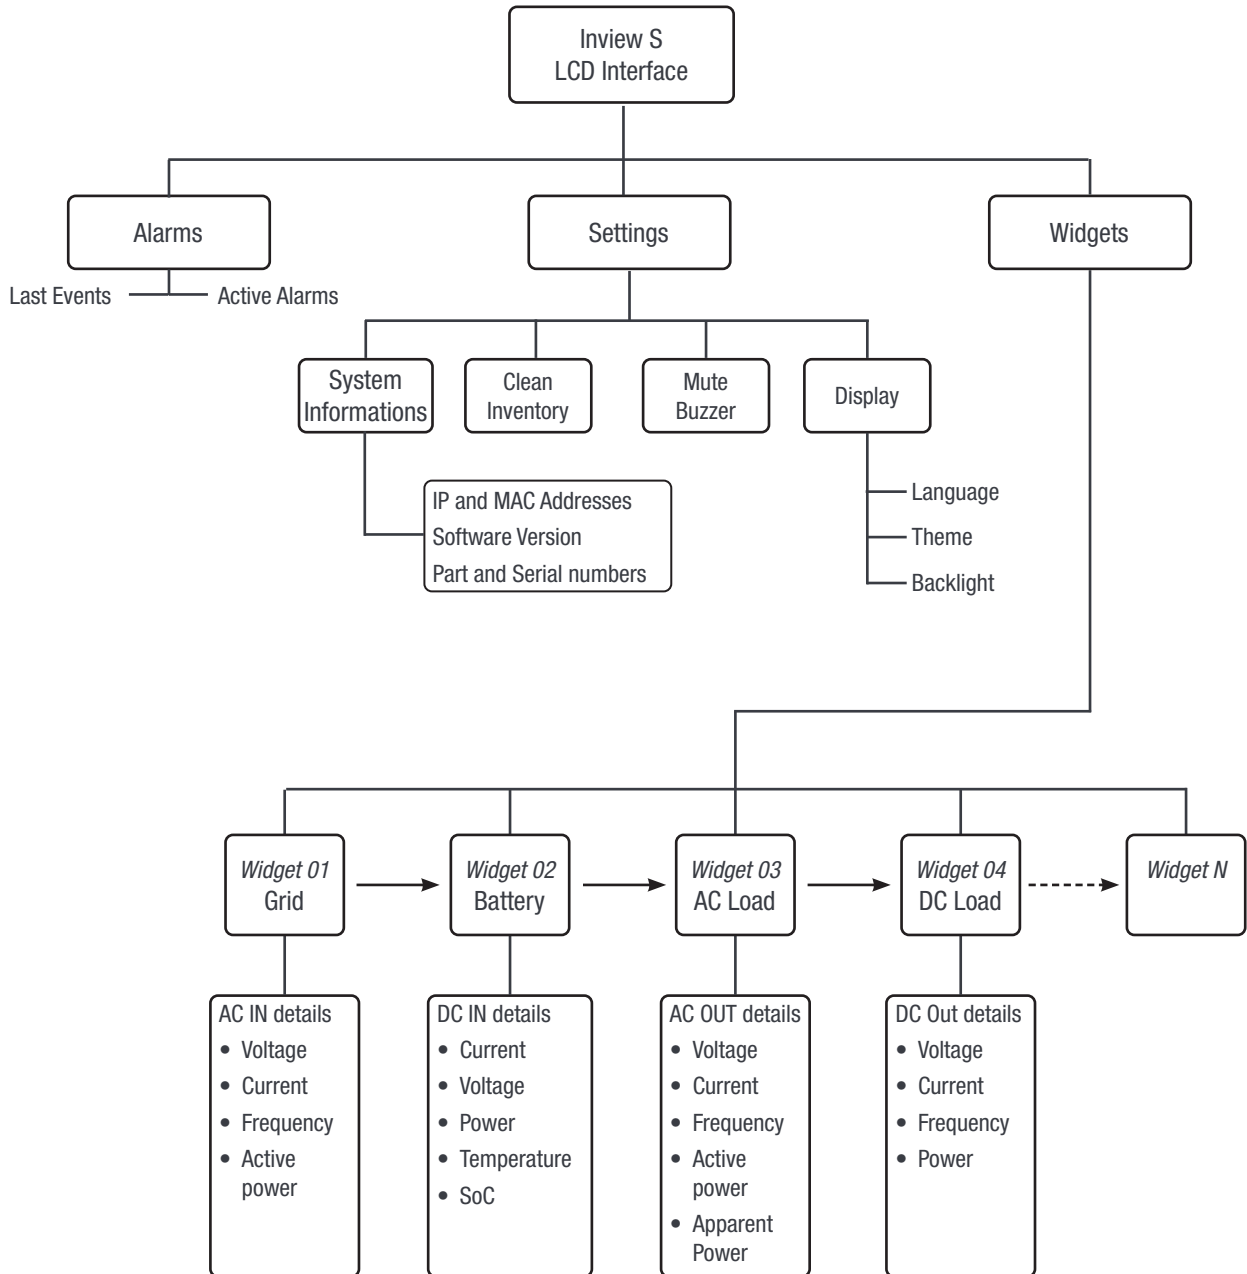 Inview S
LCD Interface
Alarms
Settings
Widgets
Last Events
Active Alarms
System
Informations
Clean
Inventory
Mute
Buzzer
Display
IP and MAC Addresses
Software Version
Part and Serial numbers
Language
Theme
Backlight
Widget 01
Grid
Widget 02
Battery
Widget 03
AC Load
Widget 04
DC Load
Widget N
AC IN details
• Voltage
• Current
• Frequency
• Active
power
DC IN details
• Current
• Voltage
• Power
• Temperature
• SoC
AC OUT details
• Voltage
• Current
• Frequency
• Active
power
• Apparent
Power
DC Out details
• Voltage
• Current
• Frequency
• Power